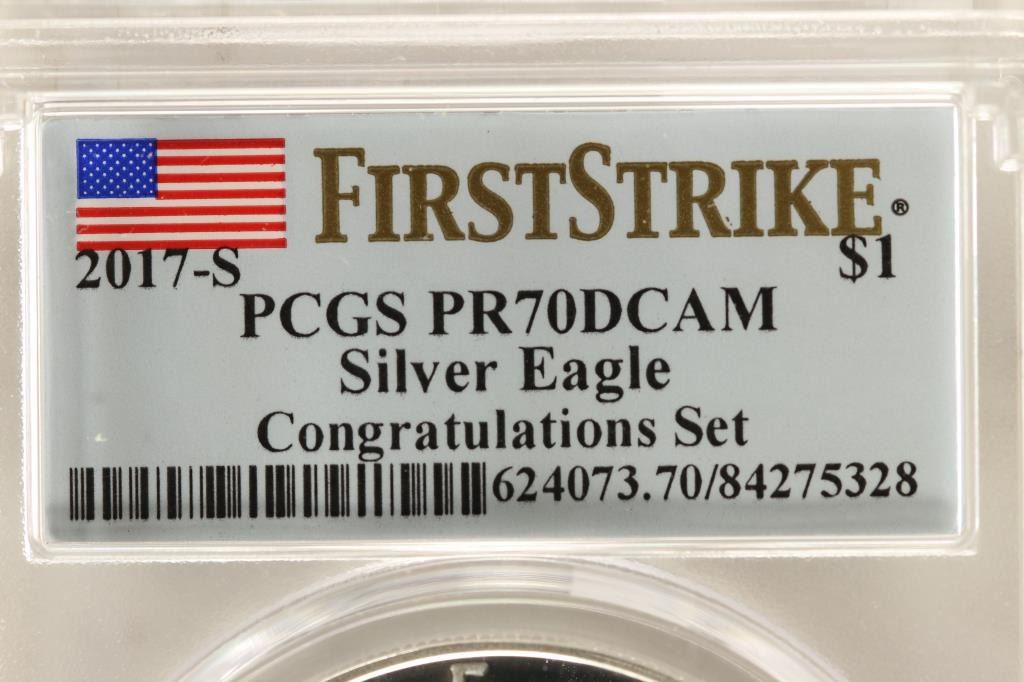 FIRSTSTRIKE®
2017-S $1
PCGS PR70DCAM
Silver Eagle
Congratulations Set
624073.70/84275328